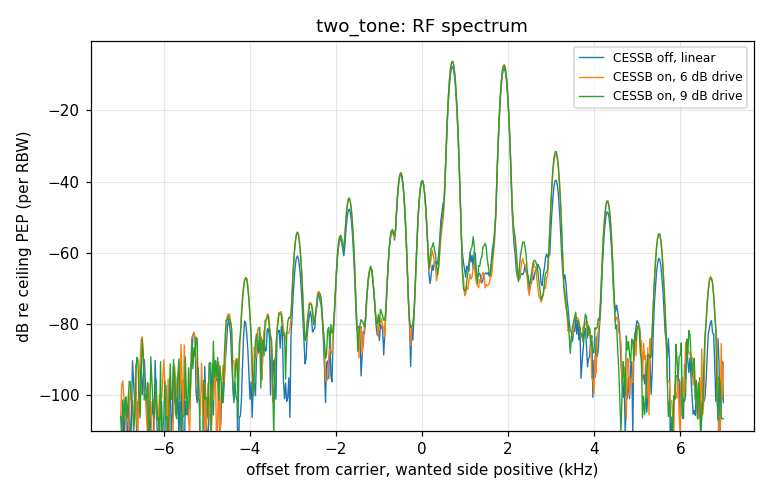 two_tone: RF spectrum
CESSB off, linear
CESSB on, 6 dB drive
CESSB on, 9 dB drive
dB re ceiling PEP (per RBW)
−20
−40
−60
−80
−100
−6
−4
−2
0
2
4
6
offset from carrier, wanted side positive (kHz)